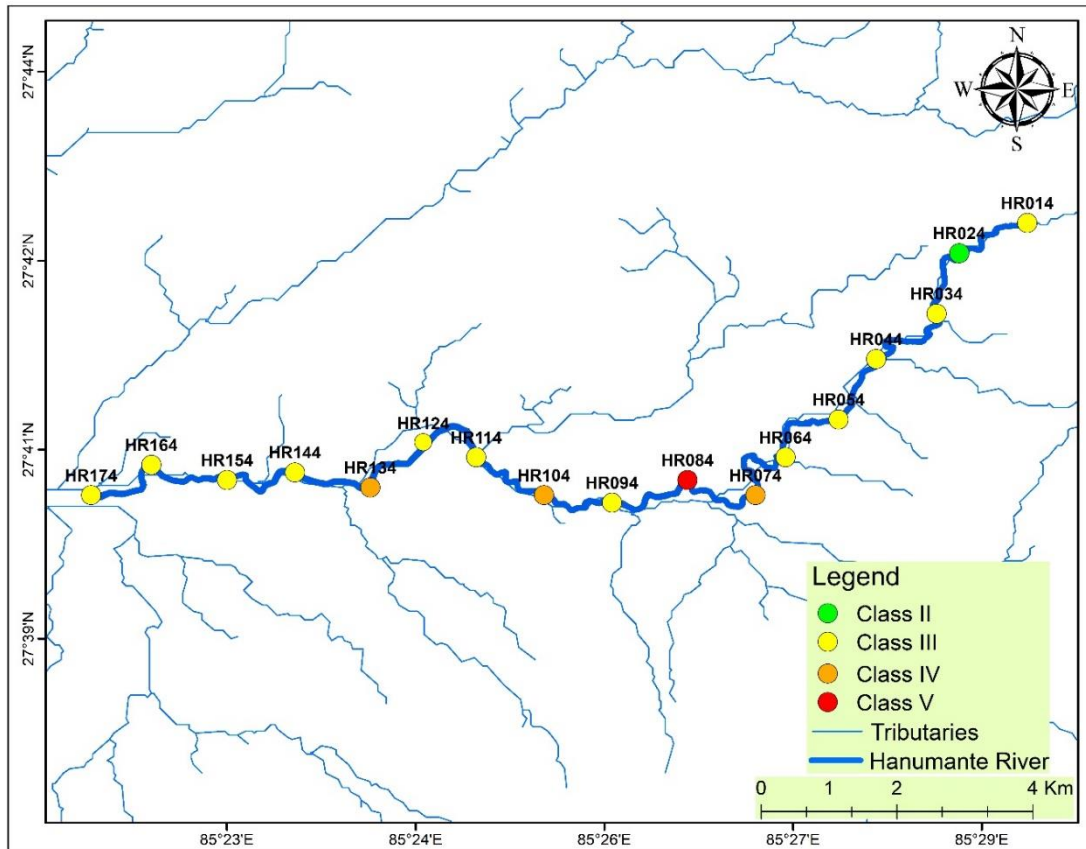 N
W E
S
27°44'N
27°42'N
27°41'N
27°39'N
HR014
HR024
HR034
HR044
HR054
HR064
HR074
HR084
HR094
HR104
HR114
HR124
HR134
HR144
HR154
HR164
HR174
Legend
Class II
Class III
Class IV
Class V
Tributaries
Hanumante River
0 1 2 4 Km
85°23'E 85°24'E 85°26'E 85°27'E 85°29'E